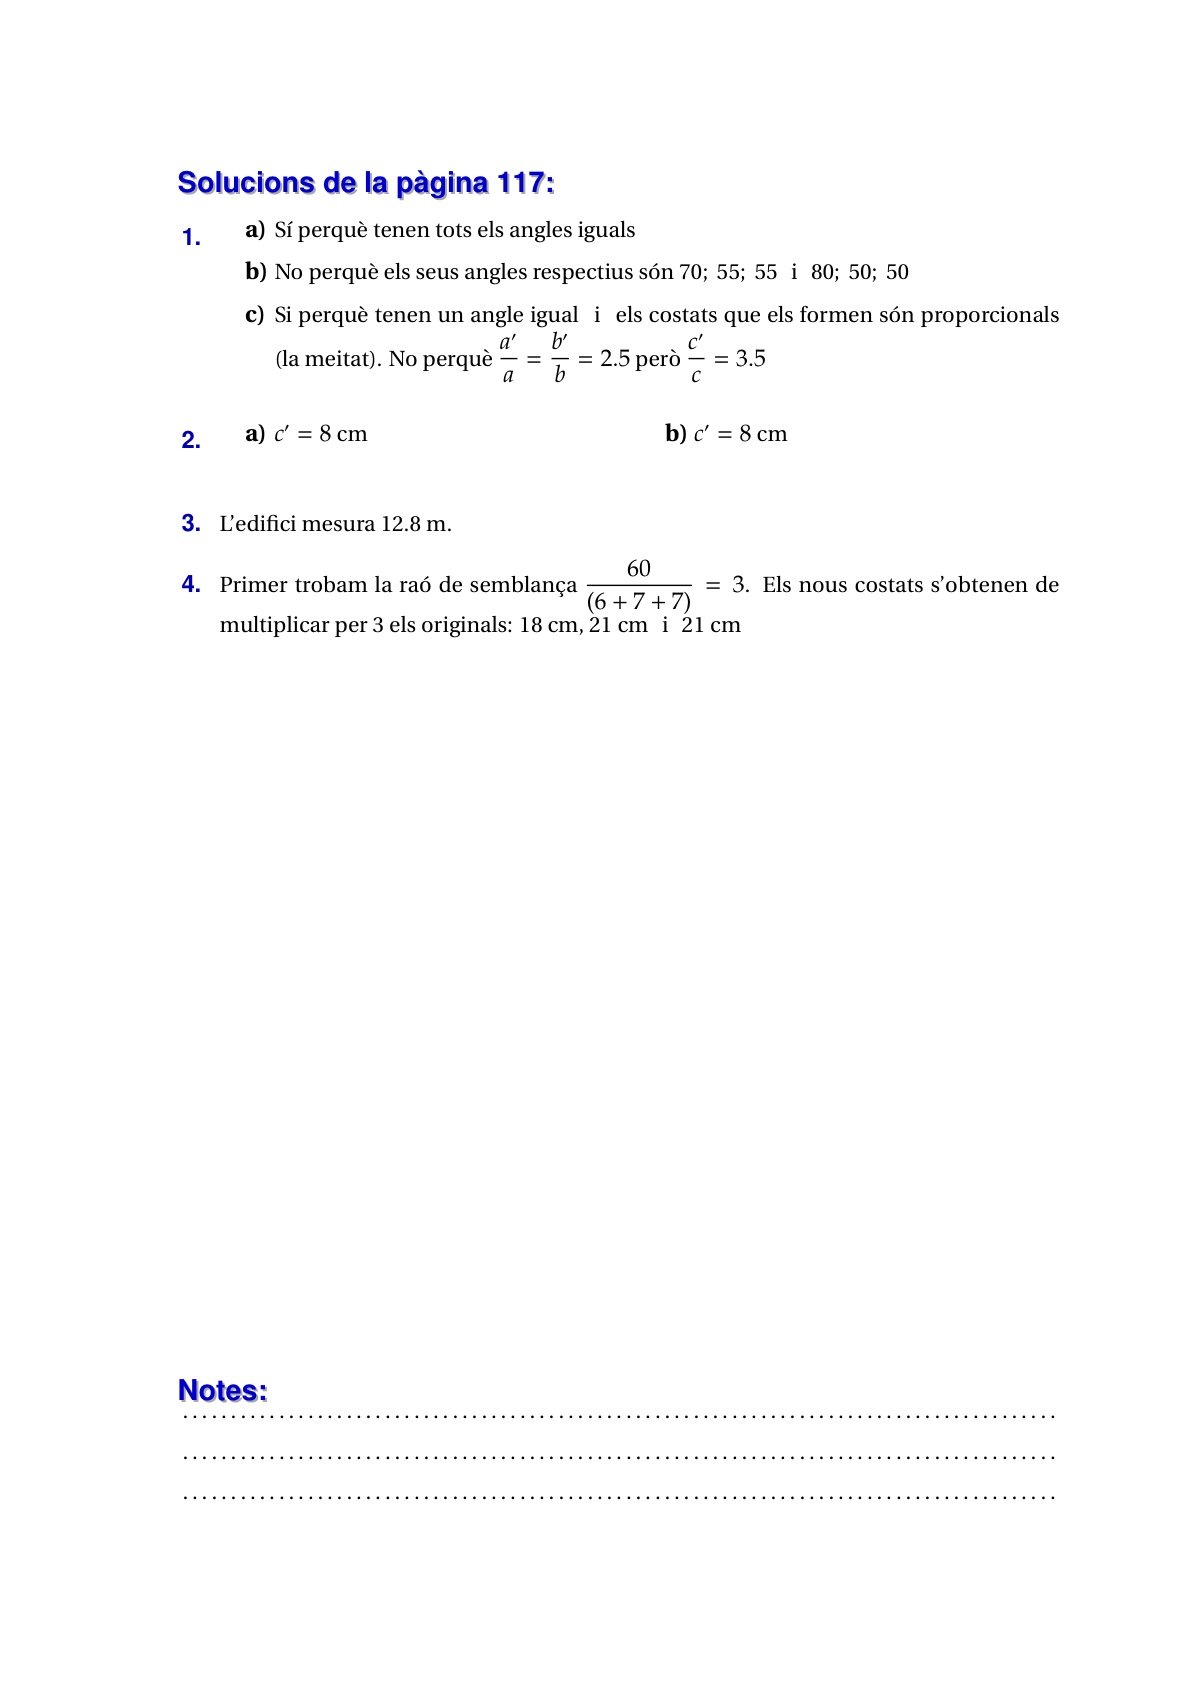 Solucions de la pàgina 117:
1. a) Sí perquè tenen tots els angles iguals
b) No perquè els seus angles respectius són 70; 55; 55 i 80; 50; 50
c) Si perquè tenen un angle igual i els costats que els formen són proporcionals
(la meitat). No perquè a′/a = b′/b = 2.5 però c′/c = 3.5
2. a) c′ = 8 cm b) c′ = 8 cm
3. L’edifici mesura 12.8 m.
4. Primer trobam la raó de semblança 60/(6 + 7 + 7) = 3. Els nous costats s’obtenen de
multiplicar per 3 els originals: 18 cm, 21 cm i 21 cm
Notes: